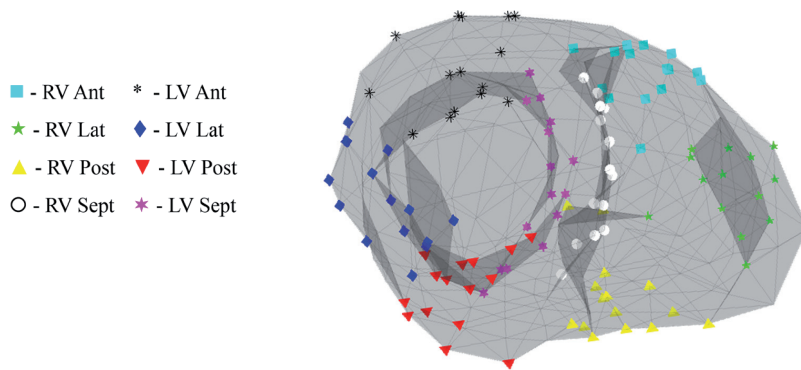 - RV Ant * - LV Ant
- RV Lat - LV Lat
- RV Post - LV Post
- RV Sept - LV Sept